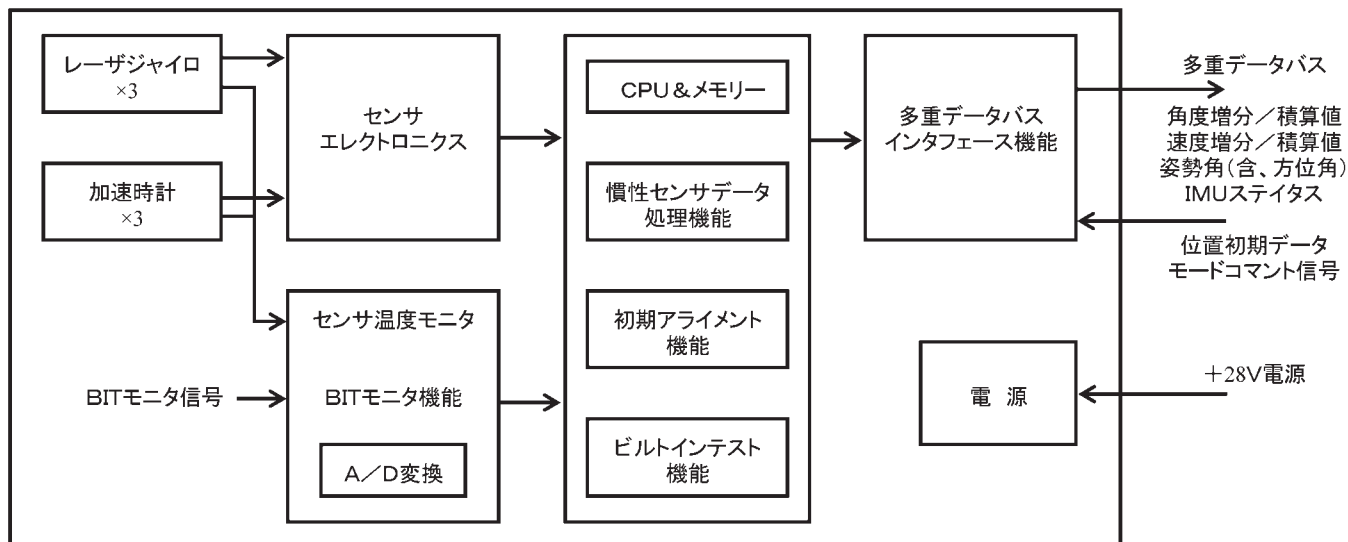 レーザジャイロ
×3
加速時計
×3
センサ
エレクトロニクス
センサ温度モニタ
BITモニタ信号
BITモニタ機能
A/D変換
CPU&メモリー
慣性センサデータ
処理機能
初期アライメント
機能
ビルトインテスト
機能
多重データバス
インタフェース機能
電 源
多重データバス
角度増分/積算値
速度増分/積算値
姿勢角(含、方位角)
IMUステイタス
位置初期データ
モードコマント信号
+28V電源